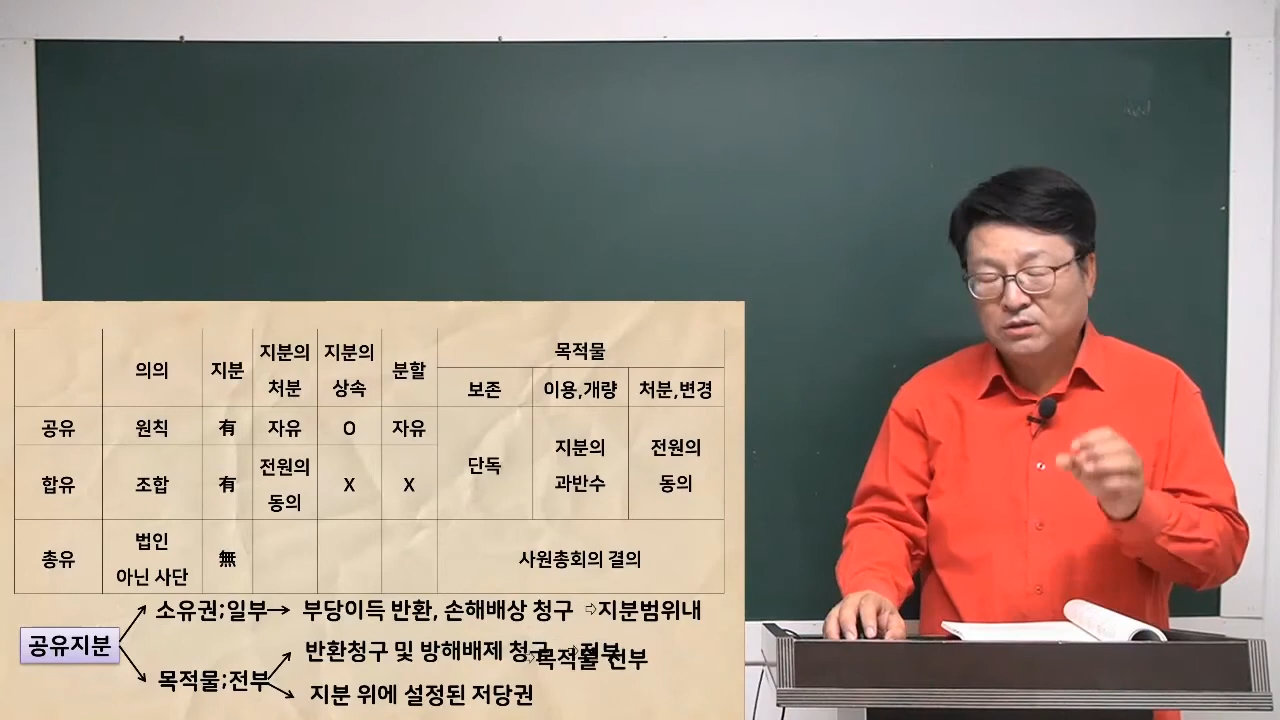 의의 지분 지분의 처분 지분의 상속 분할 목적물
보존 이용,개량 처분,변경
공유 원칙 有 자유 O 자유 단독 지분의 과반수 전원의 동의
합유 조합 有 전원의 동의 X X
총유 법인 아닌 사단 無 사원총회의 결의
공유지분
소유권;일부 부당이득 반환, 손해배상 청구 ⇨지분범위내
목적물;전부
반환청구 및 방해배제 청구 ⇨전부
⇨목적물 전부
지분 위에 설정된 저당권